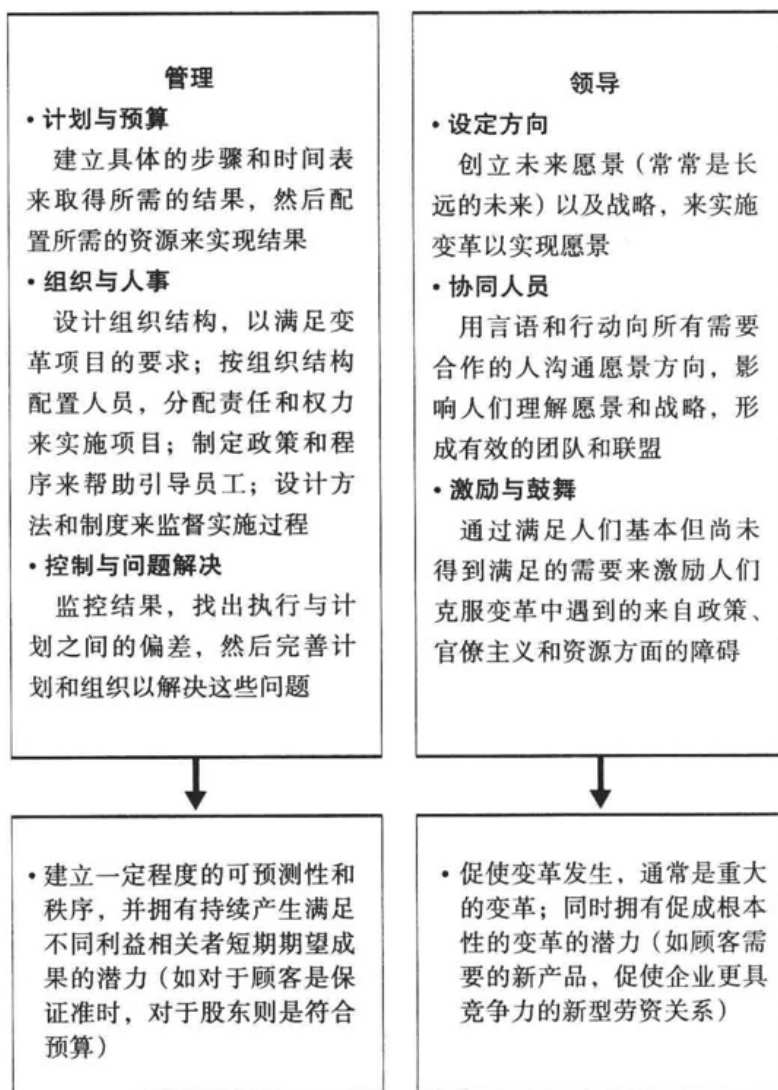 管理
• 计划与预算
建立具体的步骤和时间表
来取得所需的结果，然后配
置所需的资源来实现结果
• 组织与人事
设计组织结构，以满足变
革项目的要求；按组织结构
配置人员，分配责任和权力
来实施项目；制定政策和程
序来帮助引导员工；设计方
法和制度来监督实施过程
• 控制与问题解决
监控结果，找出执行与计
划之间的偏差，然后完善计
划和组织以解决这些问题
• 建立一定程度的可预测性和
秩序，并拥有持续产生满足
不同利益相关者短期期望成
果的潜力（如对于顾客是保
证准时，对于股东则是符合
预算）
领导
• 设定方向
创立未来愿景（常常是长
远的未来）以及战略，来实施
变革以实现愿景
• 协同人员
用言语和行动向所有需要
合作的人沟通愿景方向，影
响人们理解愿景和战略，形
成有效的团队和联盟
• 激励与鼓舞
通过满足人们基本但尚未
得到满足的需要来激励人们
克服变革中遇到的来自政策、
官僚主义和资源方面的障碍
• 促使变革发生，通常是重大
的变革；同时拥有促成根本
性的变革的潜力（如顾客需
要的新产品，促使企业更具
竞争力的新型劳资关系）